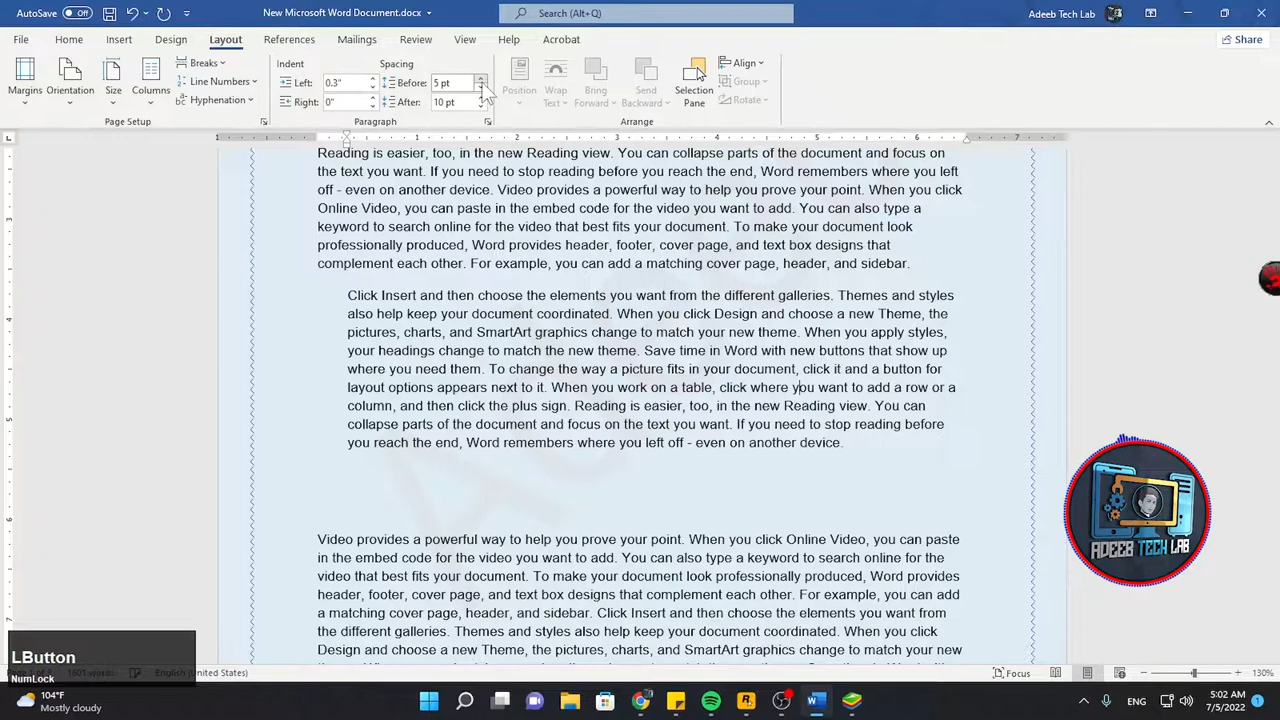 AutoSave Off New Microsoft Word Document.docx Search (Alt+Q) Adeeb Tech Lab
File Home Insert Design Layout References Mailings Review View Help Acrobat Share
Margins Orientation Size Columns Breaks Line Numbers Hyphenation
Page Setup
Indent Spacing
Left: 0.3" Before: 5 pt
Right: 0" After: 10 pt
Paragraph
Position Wrap Text Bring Forward Send Backward Selection Pane Align Group Rotate
Arrange
1 1 2 3 4 5 6 7
Reading is easier, too, in the new Reading view. You can collapse parts of the document and focus on
the text you want. If you need to stop reading before you reach the end, Word remembers where you left
off - even on another device. Video provides a powerful way to help you prove your point. When you click
Online Video, you can paste in the embed code for the video you want to add. You can also type a
keyword to search online for the video that best fits your document. To make your document look
professionally produced, Word provides header, footer, cover page, and text box designs that
complement each other. For example, you can add a matching cover page, header, and sidebar.
Click Insert and then choose the elements you want from the different galleries. Themes and styles
also help keep your document coordinated. When you click Design and choose a new Theme, the
pictures, charts, and SmartArt graphics change to match your new theme. When you apply styles,
your headings change to match the new theme. Save time in Word with new buttons that show up
where you need them. To change the way a picture fits in your document, click it and a button for
layout options appears next to it. When you work on a table, click where you want to add a row or a
column, and then click the plus sign. Reading is easier, too, in the new Reading view. You can
collapse parts of the document and focus on the text you want. If you need to stop reading before
you reach the end, Word remembers where you left off - even on another device.
Video provides a powerful way to help you prove your point. When you click Online Video, you can paste
in the embed code for the video you want to add. You can also type a keyword to search online for the
video that best fits your document. To make your document look professionally produced, Word provides
header, footer, cover page, and text box designs that complement each other. For example, you can add
a matching cover page, header, and sidebar. Click Insert and then choose the elements you want from
the different galleries. Themes and styles also help keep your document coordinated. When you click
Design and choose a new Theme, the pictures, charts, and SmartArt graphics change to match your new
ADEEB TECH LAB
LButton
NumLock
1601 words English (United States) Focus 130%
104°F
Mostly cloudy
ENG 5:02 AM
7/5/2022